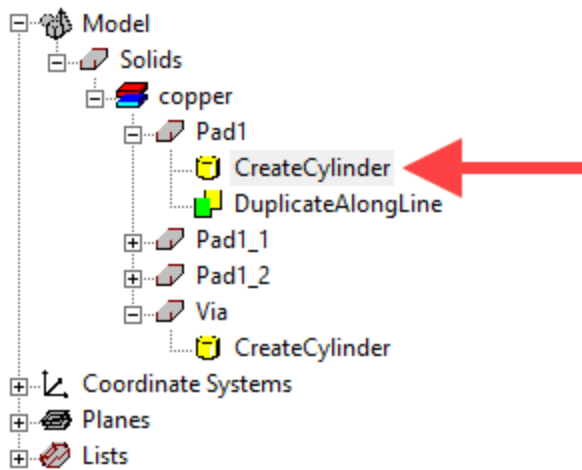 Model
Solids
copper
Pad1
CreateCylinder
DuplicateAlongLine
Pad1_1
Pad1_2
Via
CreateCylinder
Coordinate Systems
Planes
Lists